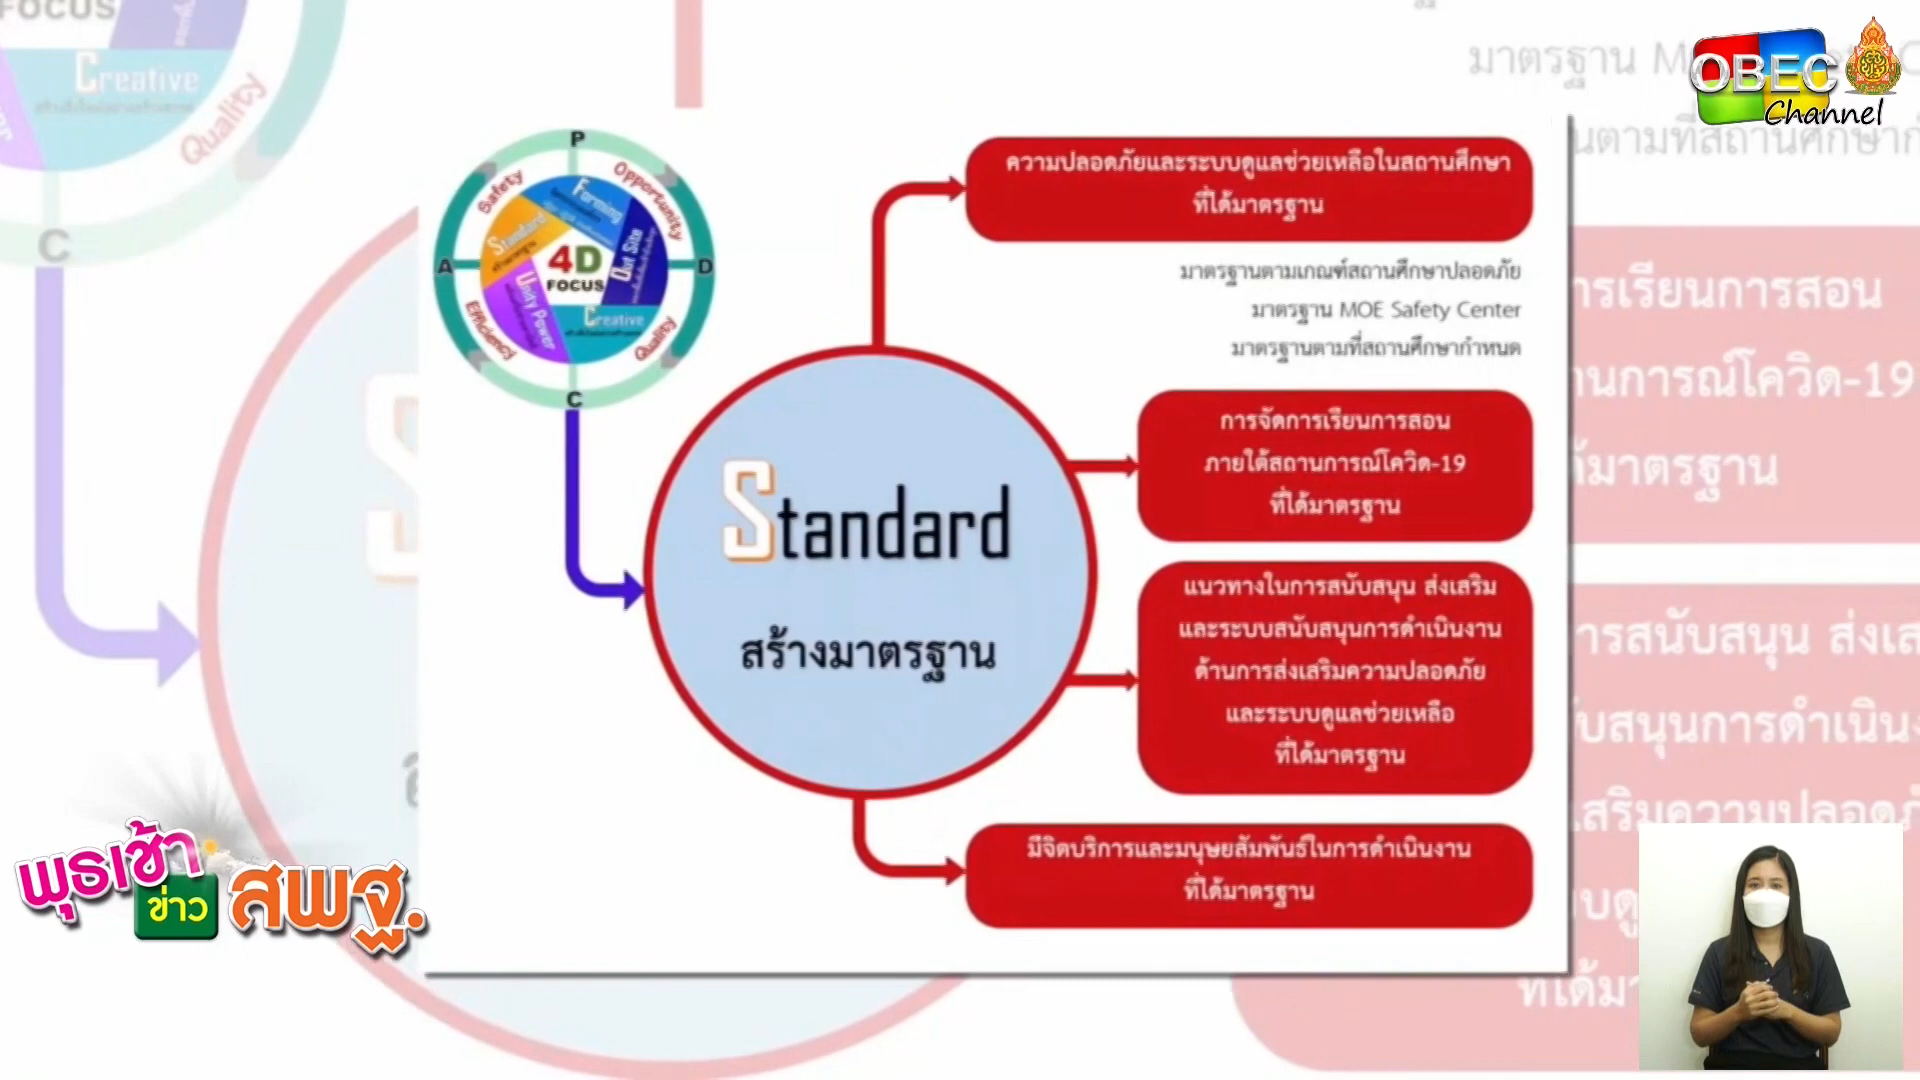 OBEC
Channel
P
Safety
Opportunity
Forming
Standard
สร้างมาตรฐาน
Out Site
A
4D
FOCUS
D
Unity Power
Creative
Efficiency
Quality
C
ความปลอดภัยและระบบดูแลช่วยเหลือในสถานศึกษา
ที่ได้มาตรฐาน
มาตรฐานตามเกณฑ์สถานศึกษาปลอดภัย
มาตรฐาน MOE Safety Center
มาตรฐานตามที่สถานศึกษากำหนด
การจัดการเรียนการสอน
ภายใต้สถานการณ์โควิด-19
ที่ได้มาตรฐาน
Standard
สร้างมาตรฐาน
แนวทางในการสนับสนุน ส่งเสริม
และระบบสนับสนุนการดำเนินงาน
ด้านการส่งเสริมความปลอดภัย
และระบบดูแลช่วยเหลือ
ที่ได้มาตรฐาน
มีจิตบริการและมนุษยสัมพันธ์ในการดำเนินงาน
ที่ได้มาตรฐาน
พุธเช้า
ข่าว
สพฐ.